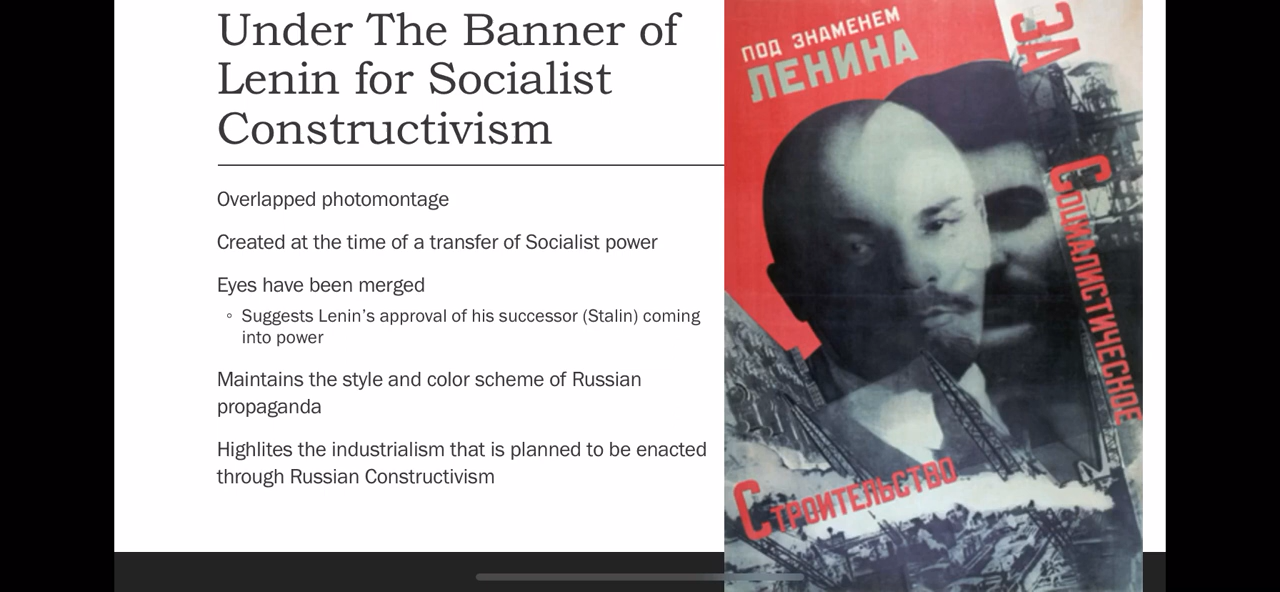 Under The Banner of
Lenin for Socialist
Constructivism
Overlapped photomontage
Created at the time of a transfer of Socialist power
Eyes have been merged
◦ Suggests Lenin’s approval of his successor (Stalin) coming
into power
Maintains the style and color scheme of Russian
propaganda
Highlites the industrialism that is planned to be enacted
through Russian Constructivism
ПОД ЗНАМЕНЕМ
ЛЕНИНА
ЗА
СОЦИАЛИСТИЧЕСКОЕ
СТРОИТЕЛЬСТВО